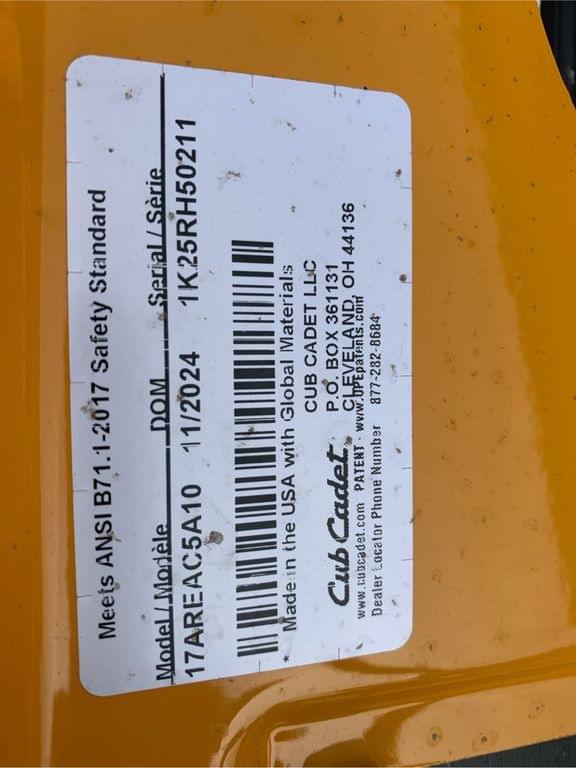 Meets ANSI B71.1-2017 Safety Standard
Model / Modèle DOM Serial / Sèrie
17AREAC5A10 11/2024 1K25RH50211
* Made in the USA with Global Materials
CUB CADET LLC
P.O. BOX 361131
Cub Cadet. CLEVELAND, OH 44136
www.cubcadet.com PATENT · www.OPEpatents.com
Dealer Locator Phone Number 877-282-8684